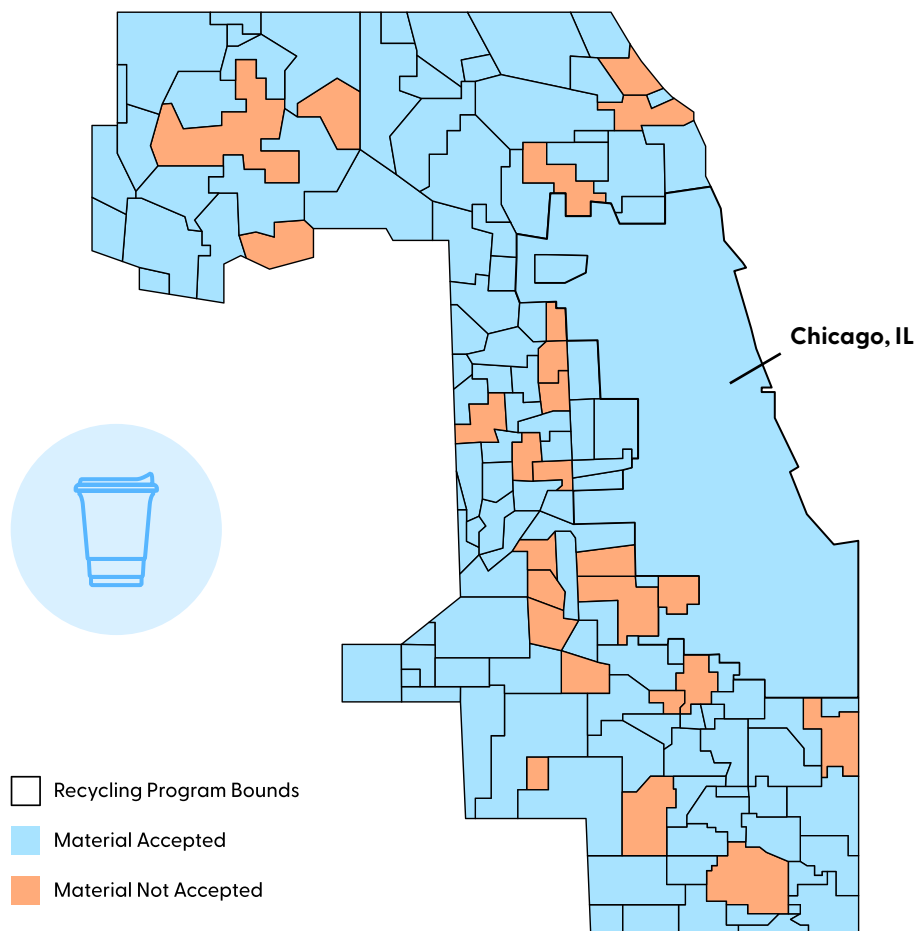 Chicago, IL
Recycling Program Bounds
Material Accepted
Material Not Accepted